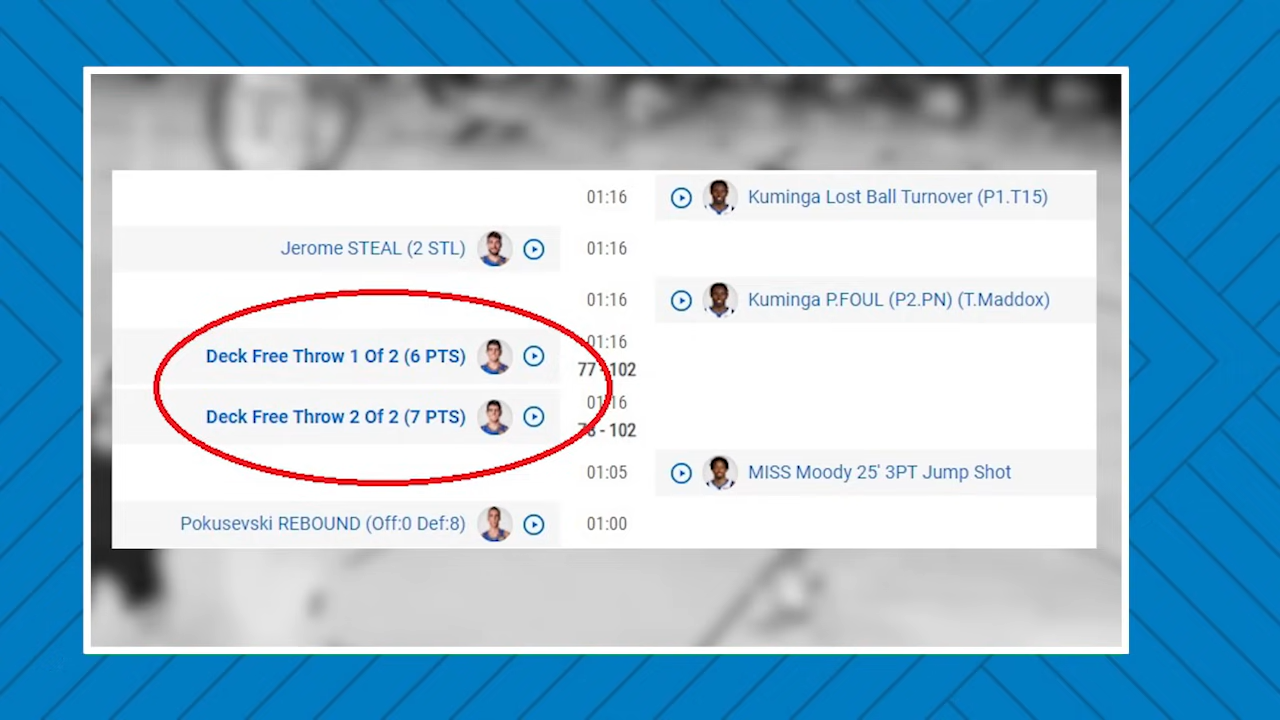 01:16 Kuminga Lost Ball Turnover (P1.T15)
Jerome STEAL (2 STL) 01:16
01:16 Kuminga P.FOUL (P2.PN) (T.Maddox)
Deck Free Throw 1 Of 2 (6 PTS) 01:16
77 - 102
Deck Free Throw 2 Of 2 (7 PTS) 01:16
78 - 102
01:05 MISS Moody 25' 3PT Jump Shot
Pokusevski REBOUND (Off:0 Def:8) 01:00